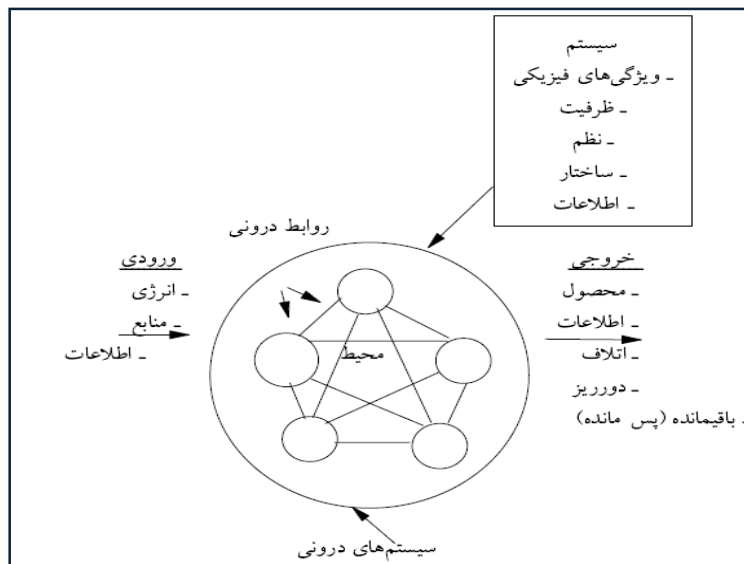 سیستم
ـ ویژگی‌های فیزیکی
ـ ظرفیت
ـ نظم
ـ ساختار
ـ اطلاعات
روابط درونی
ورودی
ـ انرژی
ـ منابع
ـ اطلاعات
محیط
خروجی
ـ محصول
ـ اطلاعات
ـ اتلاف
ـ دورریز
ـ باقیمانده (پس مانده)
سیستم‌های درونی